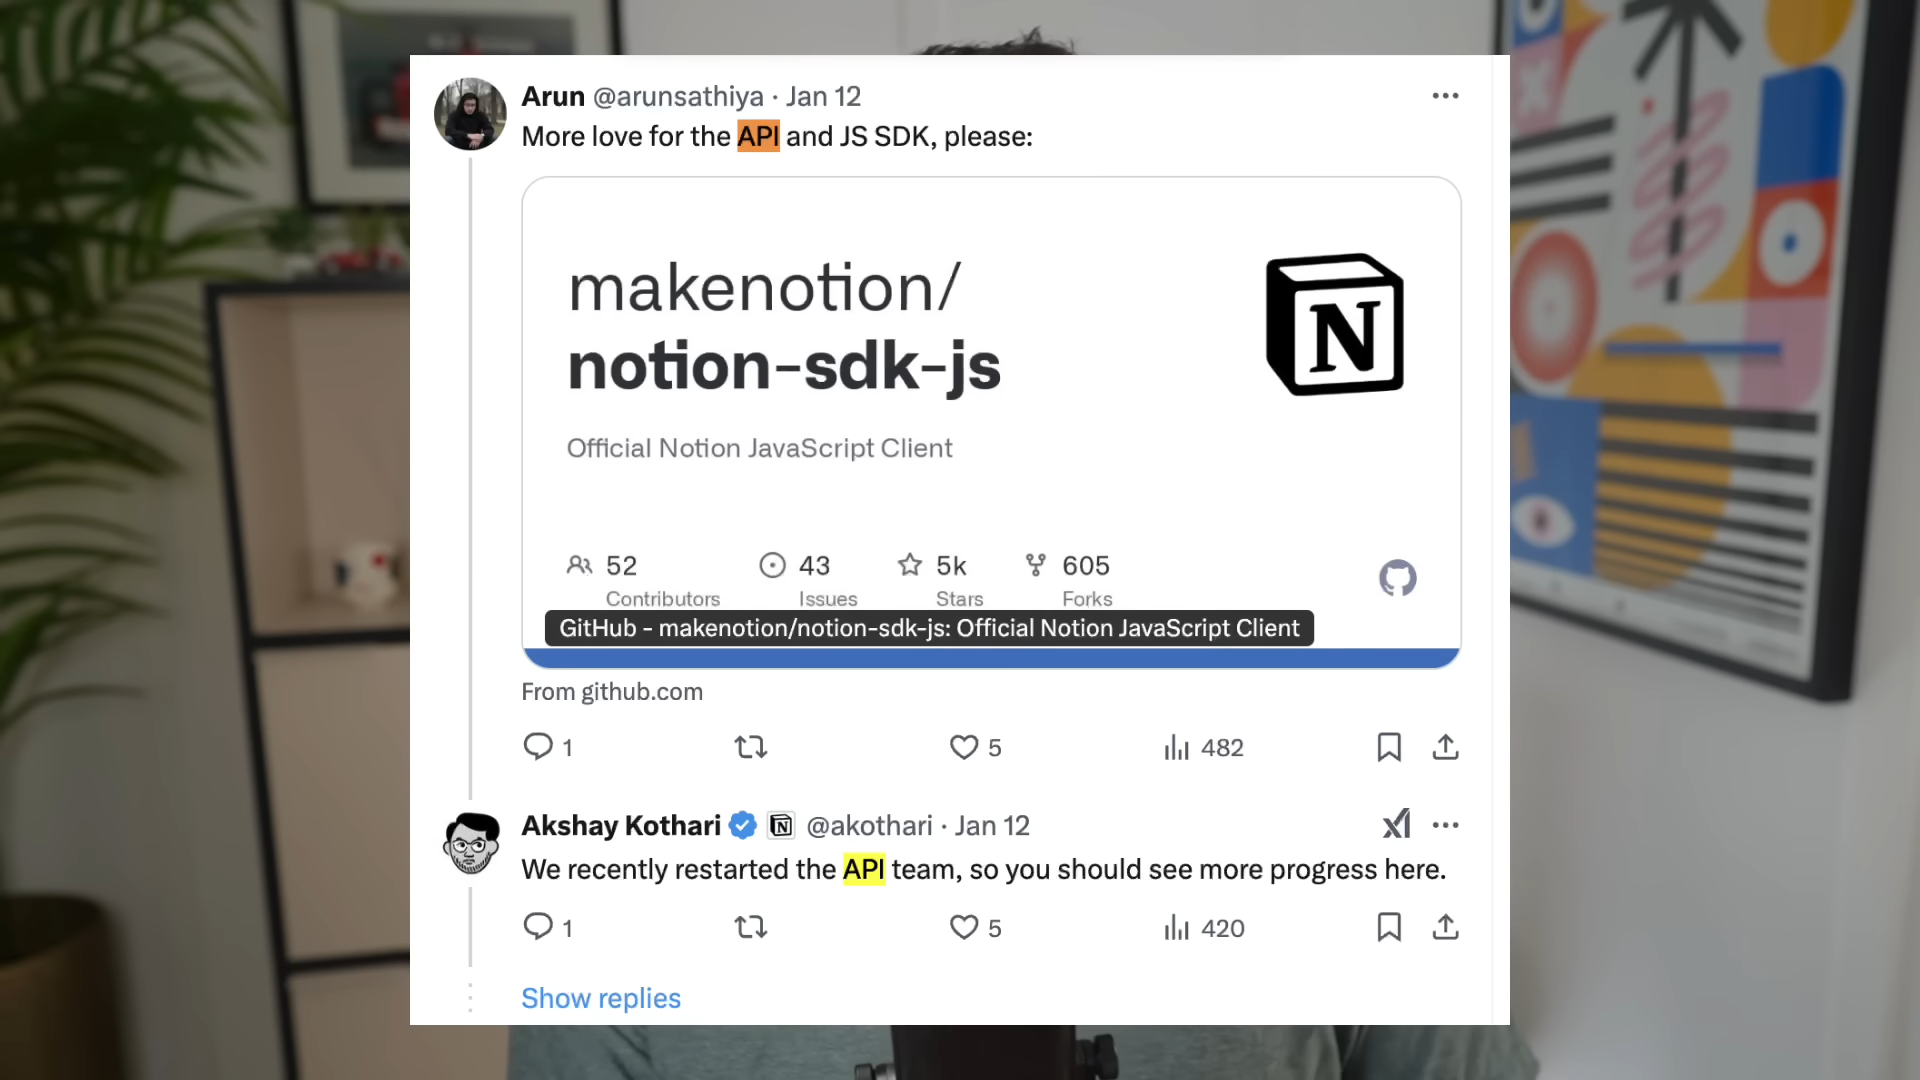 Arun @arunsathiya · Jan 12
More love for the API and JS SDK, please:
makenotion/
notion-sdk-js
N
Official Notion JavaScript Client
52 43 5k 605
Contributors Issues Stars Forks
GitHub - makenotion/notion-sdk-js: Official Notion JavaScript Client
From github.com
1 5 482
Akshay Kothari N @akothari · Jan 12
We recently restarted the API team, so you should see more progress here.
1 5 420
Show replies